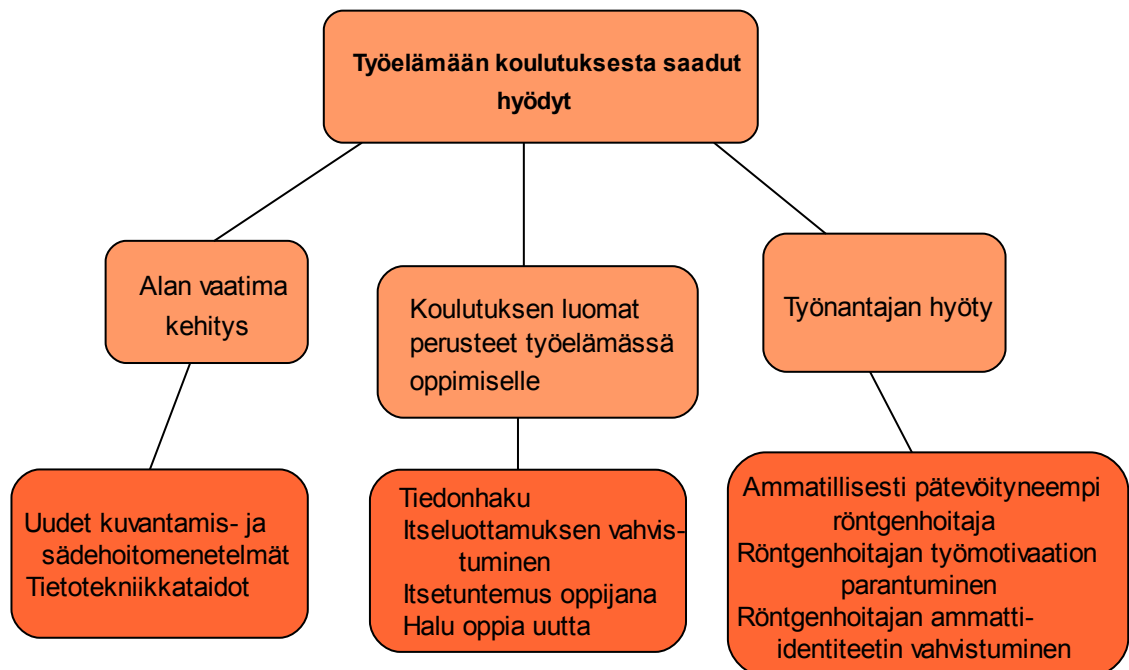 Työelämään koulutuksesta saadut
hyödyt
Alan vaatima
kehitys
Koulutuksen luomat
perusteet työelämässä
oppimiselle
Työnantajan hyöty
Uudet kuvantamis- ja
sädehoitomenetelmät
Tietotekniikkataidot
Tiedonhaku
Itseluottamuksen vahvis-
tuminen
Itsetuntemus oppijana
Halu oppia uutta
Ammatillisesti pätevöityneempi
röntgenhoitaja
Röntgenhoitajan työmotivaation
parantuminen
Röntgenhoitajan ammatti-
identiteetin vahvistuminen